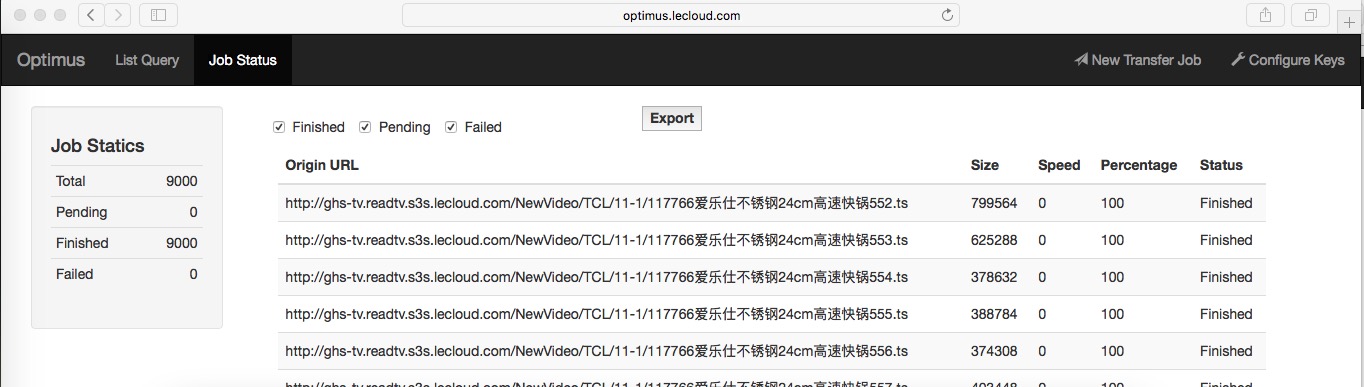 optimus.lecloud.com
Optimus List Query Job Status New Transfer Job Configure Keys
Job Statics
Total 9000
Pending 0
Finished 9000
Failed 0
Finished Pending Failed Export
Origin URL Size Speed Percentage Status
http://ghs-tv.readtv.s3s.lecloud.com/NewVideo/TCL/11-1/117766爱乐仕不锈钢24cm高速快锅552.ts 799564 0 100 Finished
http://ghs-tv.readtv.s3s.lecloud.com/NewVideo/TCL/11-1/117766爱乐仕不锈钢24cm高速快锅553.ts 625288 0 100 Finished
http://ghs-tv.readtv.s3s.lecloud.com/NewVideo/TCL/11-1/117766爱乐仕不锈钢24cm高速快锅554.ts 378632 0 100 Finished
http://ghs-tv.readtv.s3s.lecloud.com/NewVideo/TCL/11-1/117766爱乐仕不锈钢24cm高速快锅555.ts 388784 0 100 Finished
http://ghs-tv.readtv.s3s.lecloud.com/NewVideo/TCL/11-1/117766爱乐仕不锈钢24cm高速快锅556.ts 374308 0 100 Finished